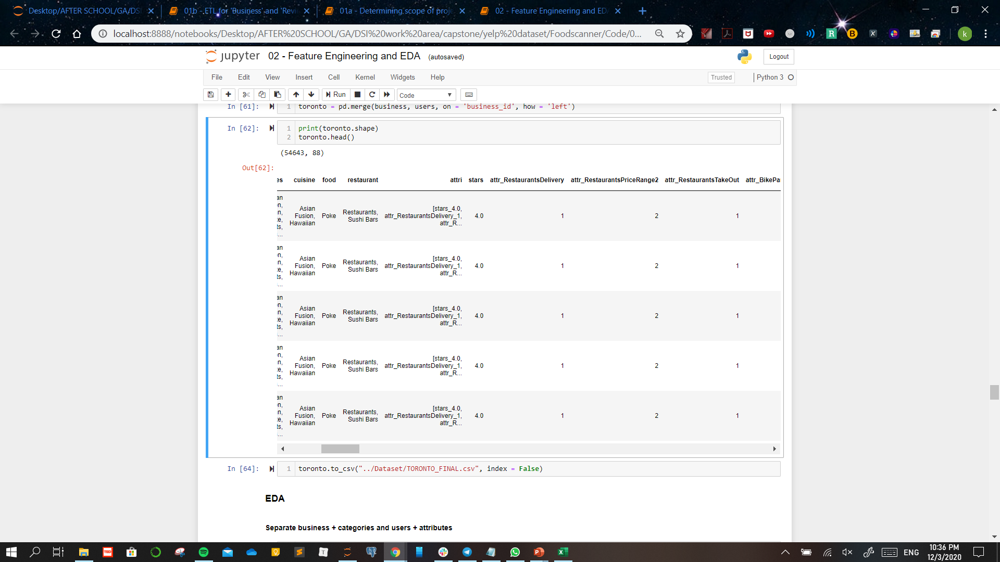 Desktop/AFTER SCHOOL/GA/DSI
01b - ETL for 'Business' and 'Revi
01a - Determining scope of proje
02 - Feature Engineering and ED
localhost:8888/notebooks/Desktop/AFTER%20SCHOOL/GA/DSI%20work%20area/capstone/yelp%20dataset/Foodscanner/Code/0...
jupyter 02 - Feature Engineering and EDA (autosaved)
Logout
File Edit View Insert Cell Kernel Widgets Help
Trusted Python 3
Run Code
In [61]: 1 toronto = pd.merge(business, users, on = 'business_id', how = 'left')
In [62]: 1 print(toronto.shape)
2 toronto.head()
(54643, 88)
Out[62]:
es cuisine food restaurant attri stars attr_RestaurantsDelivery attr_RestaurantsPriceRange2 attr_RestaurantsTakeOut attr_BikePa
an
n, Asian [stars_4.0,
n, Fusion, Poke Restaurants, attr_RestaurantsDelivery_1, 4.0 1 2 1
e, Hawaiian Sushi Bars attr_R...
ts,
...
an
n, Asian [stars_4.0,
n, Fusion, Poke Restaurants, attr_RestaurantsDelivery_1, 4.0 1 2 1
e, Hawaiian Sushi Bars attr_R...
ts,
...
an
n, Asian [stars_4.0,
n, Fusion, Poke Restaurants, attr_RestaurantsDelivery_1, 4.0 1 2 1
e, Hawaiian Sushi Bars attr_R...
ts,
...
an
n, Asian [stars_4.0,
n, Fusion, Poke Restaurants, attr_RestaurantsDelivery_1, 4.0 1 2 1
e, Hawaiian Sushi Bars attr_R...
ts,
...
an
n, Asian [stars_4.0,
n, Fusion, Poke Restaurants, attr_RestaurantsDelivery_1, 4.0 1 2 1
e, Hawaiian Sushi Bars attr_R...
ts,
...
In [64]: 1 toronto.to_csv("../Dataset/TORONTO_FINAL.csv", index = False)
EDA
Separate business + categories and users + attributes
ENG
10:36 PM
12/3/2020